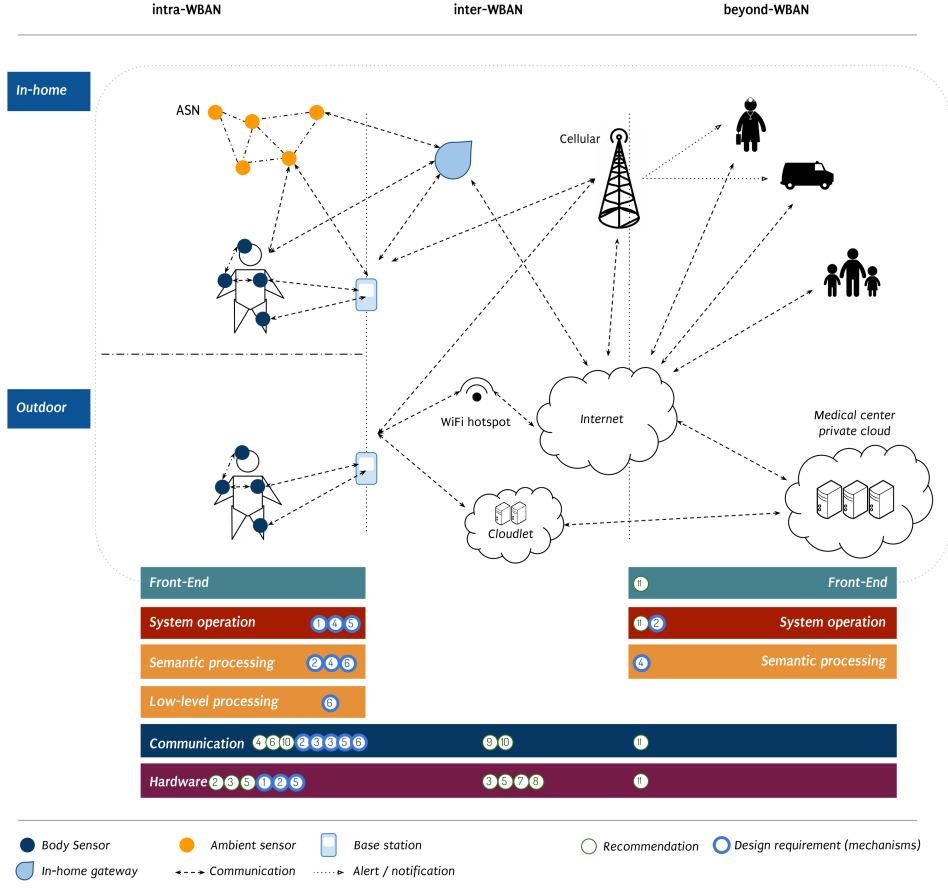 intra-WBAN inter-WBAN beyond-WBAN
In-home
ASN
Cellular
Outdoor
WiFi hotspot
Internet
Medical center
private cloud
Cloudlet
Front-End 11 Front-End
System operation 1 4 5 11 2 System operation
Semantic processing 2 4 6 4 Semantic processing
Low-level processing 6
Communication 4 6 10 2 3 3 5 6 9 10 11
Hardware 2 3 5 1 2 5 3 5 7 8 11
Body Sensor Ambient sensor Base station Recommendation Design requirement (mechanisms)
In-home gateway Communication Alert / notification